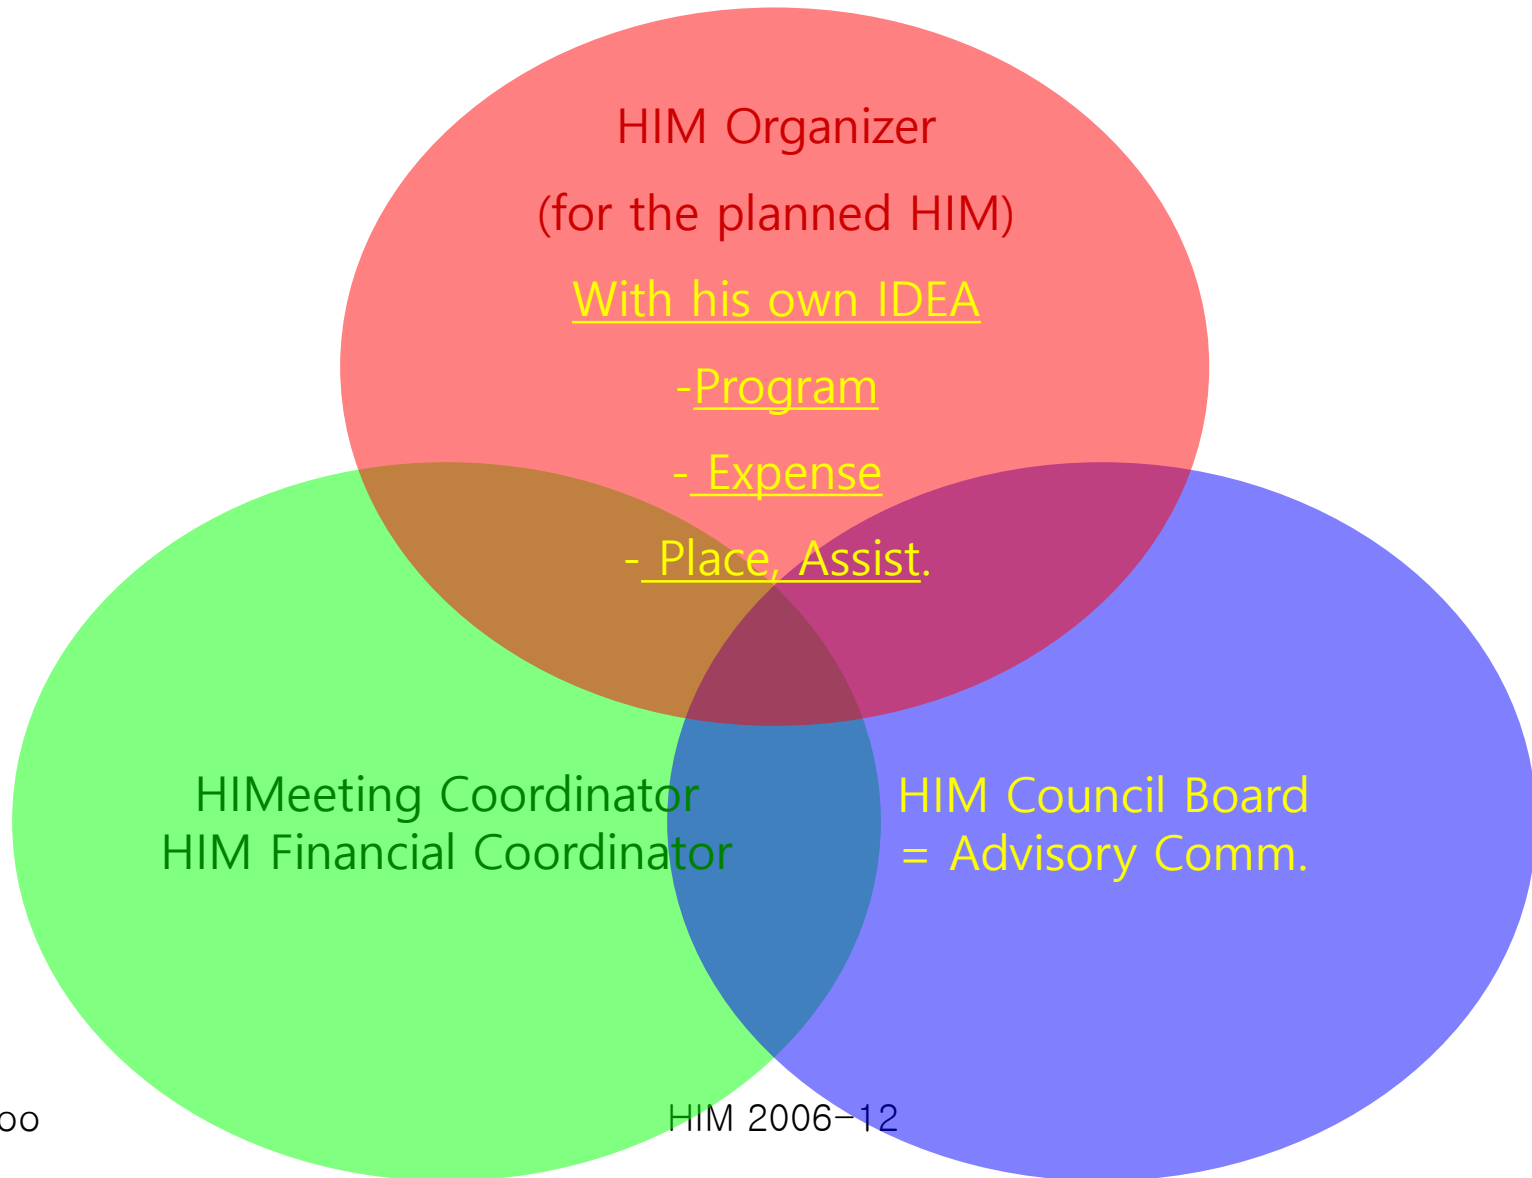 HIM Organizer
(for the planned HIM)
With his own IDEA
-Program
- Expense
- Place, Assist.
HIMeeting Coordinator
HIM Financial Coordinator
HIM Council Board
= Advisory Comm.
HIM 2006-12